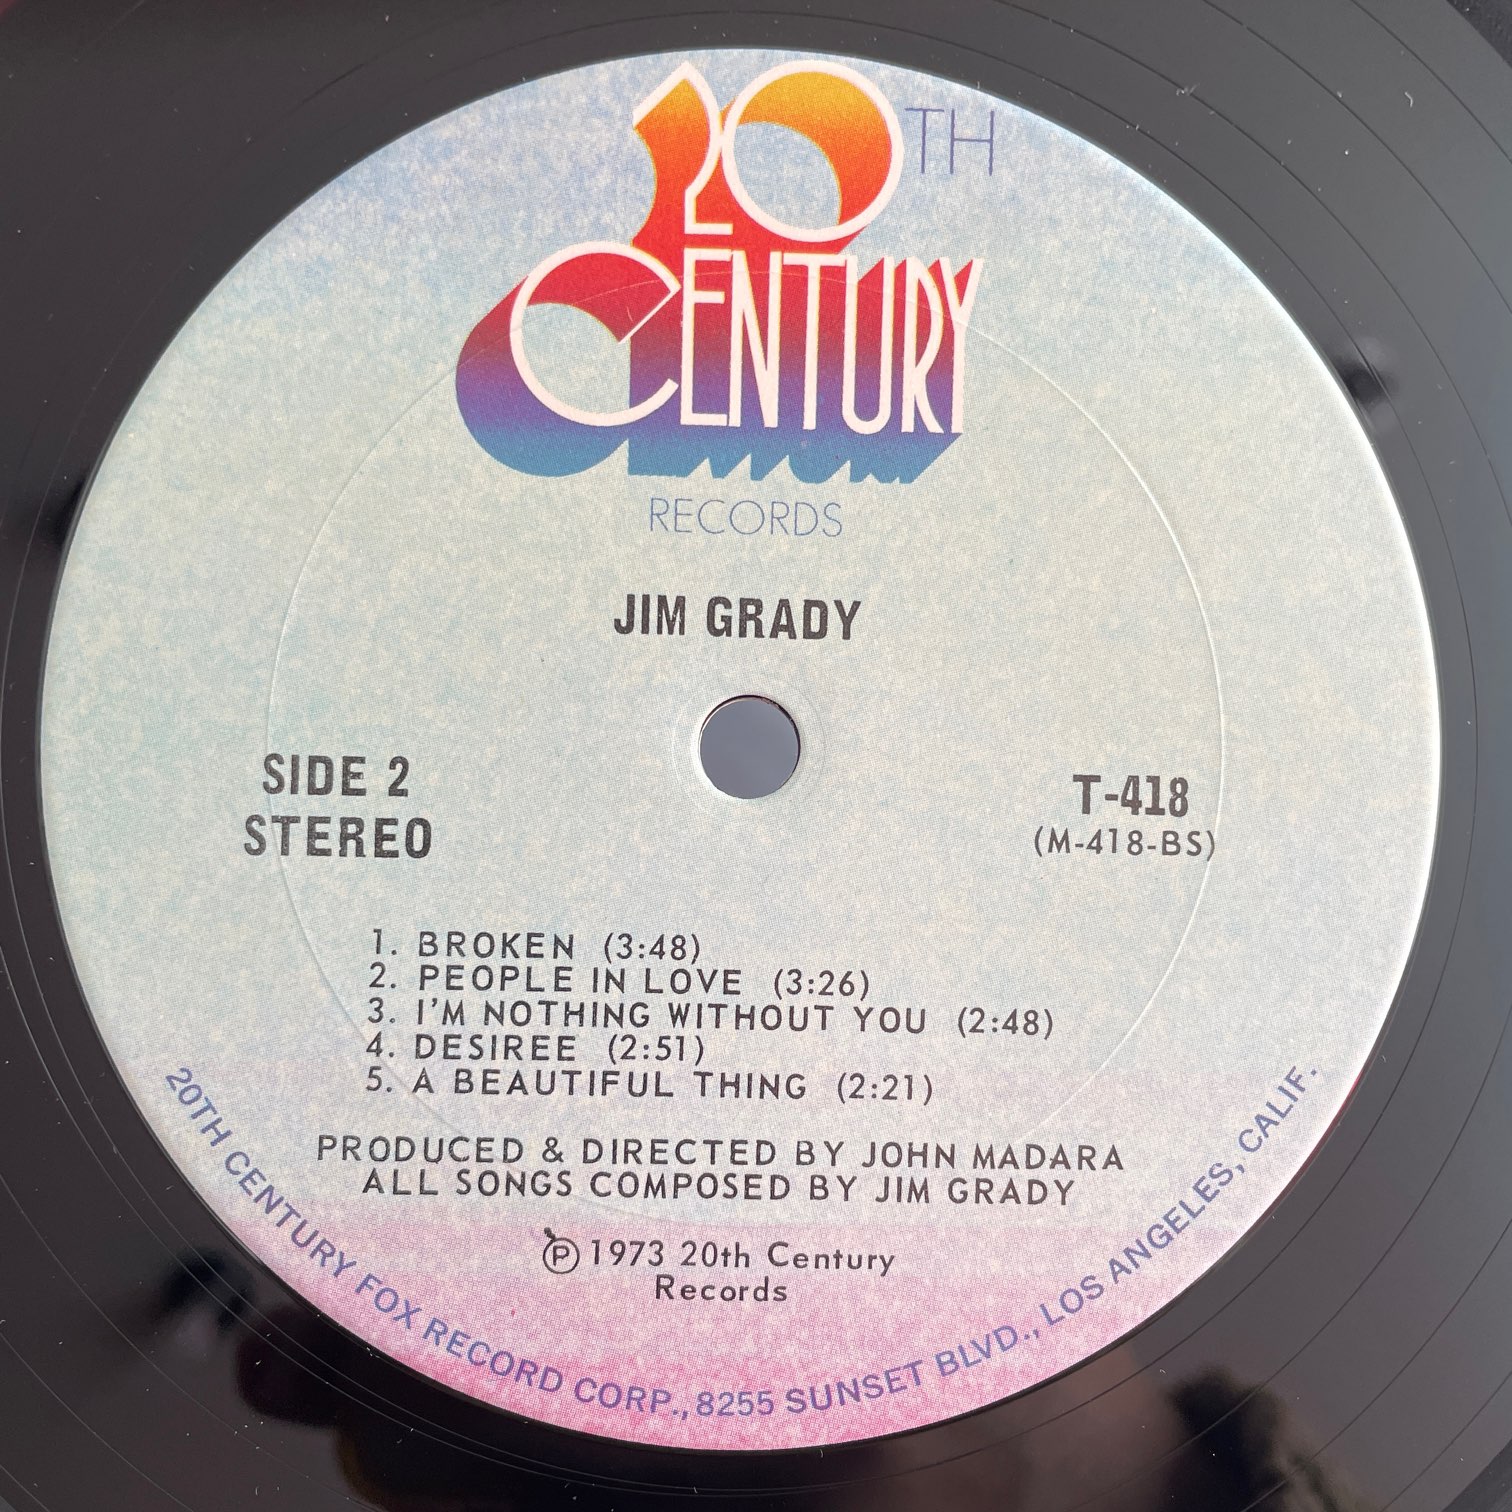 20TH
CENTURY
RECORDS
JIM GRADY
SIDE 2
STEREO
T-418
(M-418-BS)
1. BROKEN (3:48)
2. PEOPLE IN LOVE (3:26)
3. I'M NOTHING WITHOUT YOU (2:48)
4. DESIREE (2:51)
5. A BEAUTIFUL THING (2:21)
PRODUCED & DIRECTED BY JOHN MADARA
ALL SONGS COMPOSED BY JIM GRADY
℗ 1973 20th Century
Records
20TH CENTURY FOX RECORD CORP., 8255 SUNSET BLVD., LOS ANGELES, CALIF.